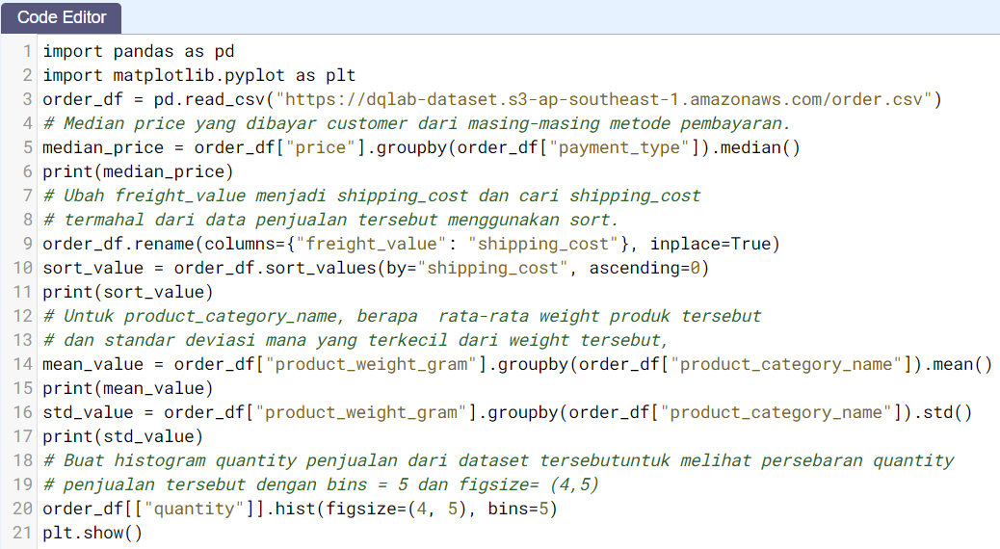 Code Editor
1 import pandas as pd
2 import matplotlib.pyplot as plt
3 order_df = pd.read_csv("https://dqlab-dataset.s3-ap-southeast-1.amazonaws.com/order.csv")
4 # Median price yang dibayar customer dari masing-masing metode pembayaran.
5 median_price = order_df["price"].groupby(order_df["payment_type"]).median()
6 print(median_price)
7 # Ubah freight_value menjadi shipping_cost dan cari shipping_cost
8 # termahal dari data penjualan tersebut menggunakan sort.
9 order_df.rename(columns={"freight_value": "shipping_cost"}, inplace=True)
10 sort_value = order_df.sort_values(by="shipping_cost", ascending=0)
11 print(sort_value)
12 # Untuk product_category_name, berapa  rata-rata weight produk tersebut
13 # dan standar deviasi mana yang terkecil dari weight tersebut,
14 mean_value = order_df["product_weight_gram"].groupby(order_df["product_category_name"]).mean()
15 print(mean_value)
16 std_value = order_df["product_weight_gram"].groupby(order_df["product_category_name"]).std()
17 print(std_value)
18 # Buat histogram quantity penjualan dari dataset tersebutuntuk melihat persebaran quantity
19 # penjualan tersebut dengan bins = 5 dan figsize= (4,5)
20 order_df[["quantity"]].hist(figsize=(4, 5), bins=5)
21 plt.show()